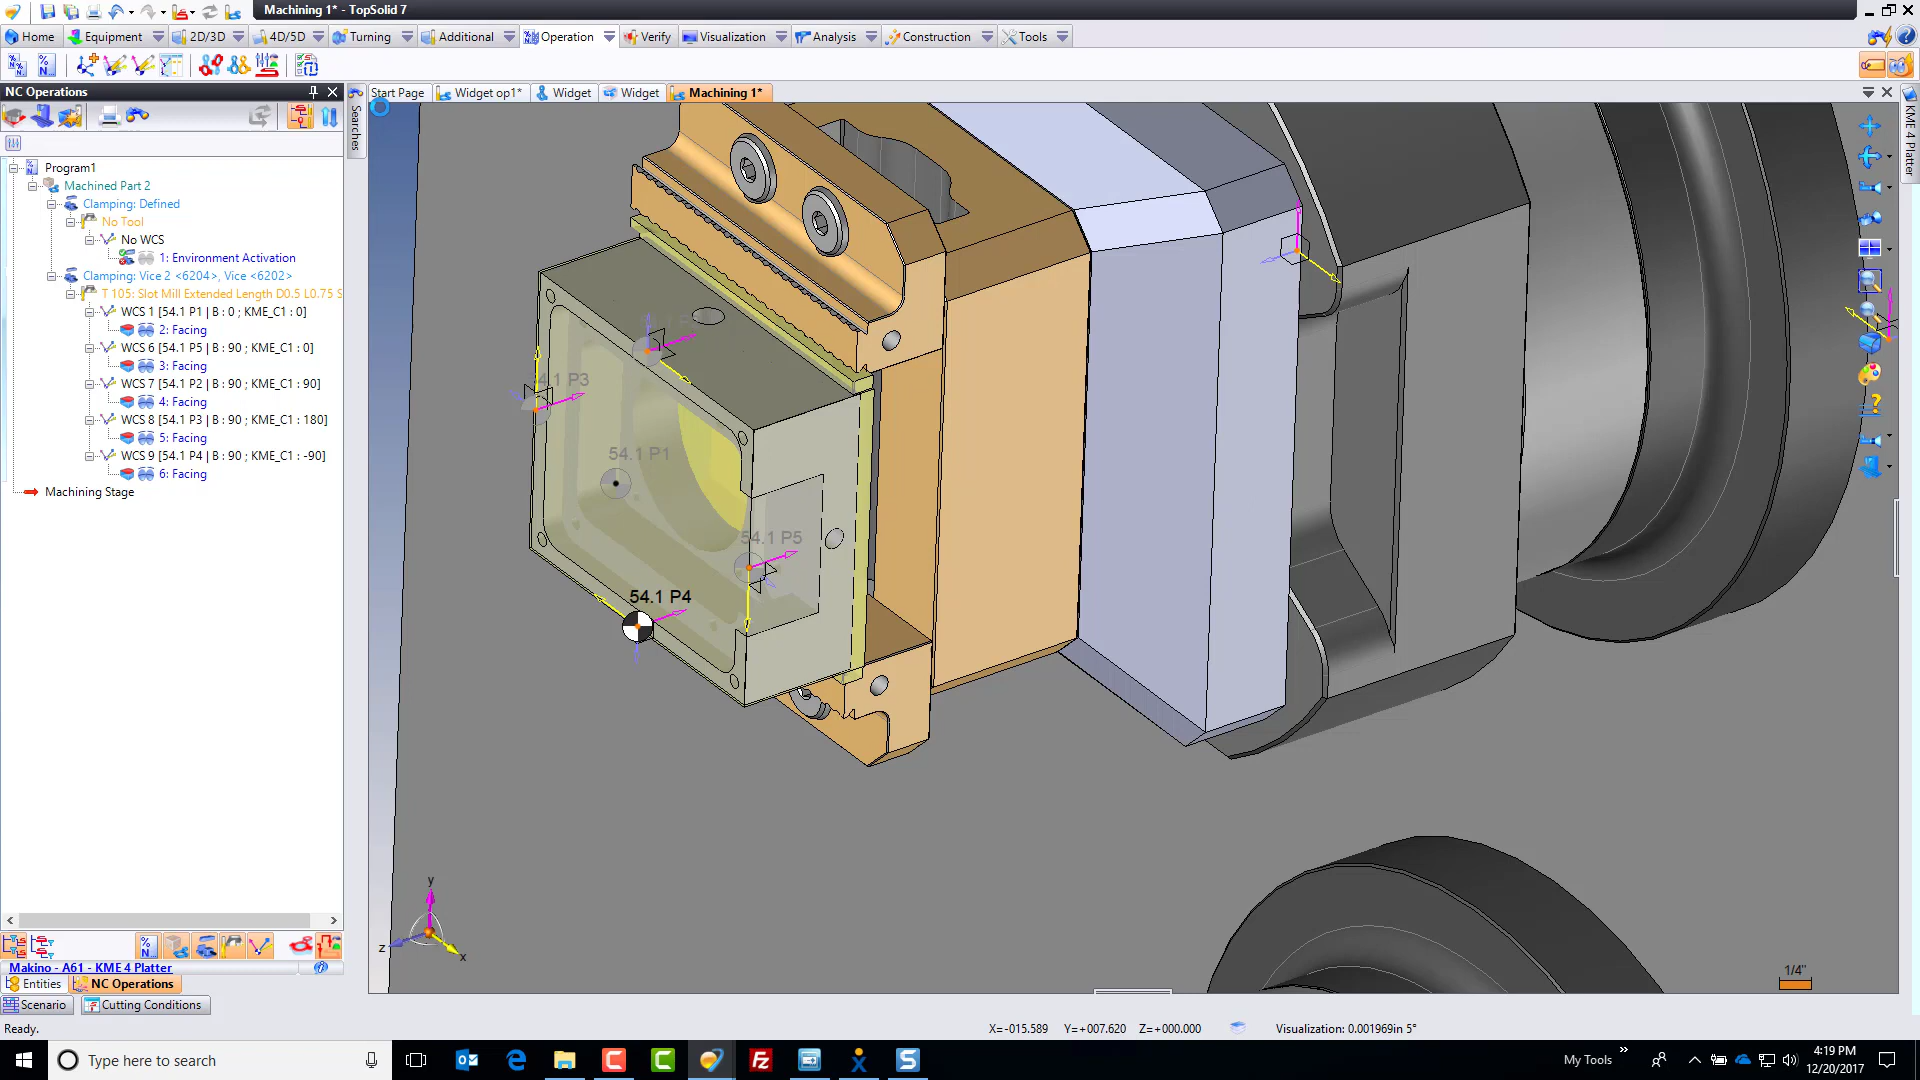 Machining 1* - TopSolid 7
Home
Equipment
2D/3D
4D/5D
Turning
Additional
Operation
Verify
Visualization
Analysis
Construction
Tools
NC Operations
Start Page
Widget op1*
Widget
Widget
Machining 1*
Searches
KME 4 Platter
Program1
Machined Part 2
Clamping: Defined
No Tool
No WCS
1: Environment Activation
Clamping: Vice 2 <6204>, Vice <6202>
T 105: Slot Mill Extended Length D0.5 L0.75 S
WCS 1 [54.1 P1 | B : 0 ; KME_C1 : 0]
2: Facing
WCS 6 [54.1 P5 | B : 90 ; KME_C1 : 0]
3: Facing
WCS 7 [54.1 P2 | B : 90 ; KME_C1 : 90]
4: Facing
WCS 8 [54.1 P3 | B : 90 ; KME_C1 : 180]
5: Facing
WCS 9 [54.1 P4 | B : 90 ; KME_C1 : -90]
6: Facing
Machining Stage
54.1 P1
54.1 P5
54.1 P4
y
z
x
1/4"
Makino - A61 - KME 4 Platter
Entities
NC Operations
Scenario
Cutting Conditions
Ready.
X=-015.589
Y=+007.620
Z=+000.000
Visualization: 0.001969in 5°
Type here to search
My Tools
4:19 PM
12/20/2017